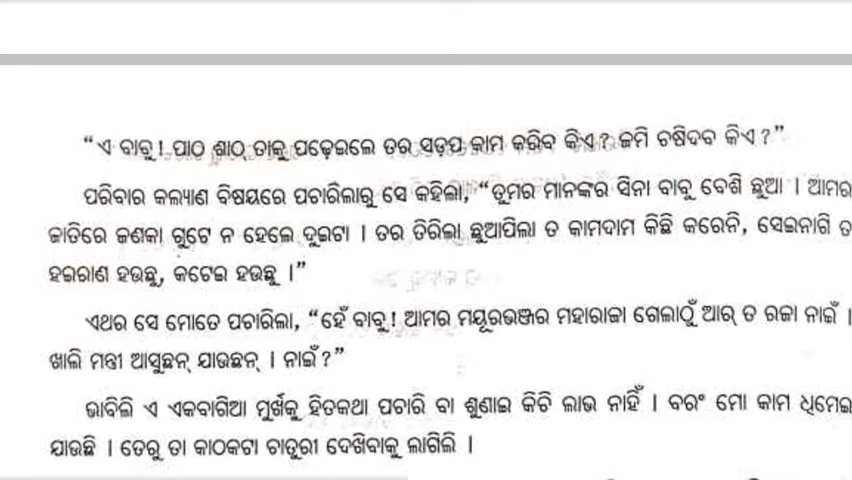 “ଏ ବାବୁ! ପାଠ ଶାଠ୍ ତାକୁ ପଢ଼େଇଲେ ତର ସଡ଼ପ କାମ କରିବ କିଏ? ଜମି ଚଷିଦବ କିଏ?”
ପରିବାର କଲ୍ୟାଣ ବିଷୟରେ ପଚାରିଲାରୁ ସେ କହିଲା, “ତୁମର ମାନଙ୍କର ସିନା ବାବୁ ବେଶି ଛୁଆ । ଆମର
ଜାତିରେ ଜଣକା ଗୁଟେ ନ ହେଲେ ଦୁଇଟା । ତର ତିରିଲା ଛୁଆପିଲା ତ କାମଦାମ କିଛି କରେନି, ସେଇନାଗି ତ
ହଇରାଣ ହଉଛୁ, କଟେଇ ହଉଛୁ ।”
ଏଥର ସେ ମୋତେ ପଚାରିଲା, “ହେଁ ବାବୁ! ଆମର ମୟୂରଭଞ୍ଜର ମହାରାଜା ଗେଲାଠୁଁ ଆର୍ ତ ରଜା ନାଇଁ ।
ଖାଲି ମନ୍ତ୍ରୀ ଆସୁଛନ୍ ଯାଉଛନ୍ । ନାଇଁ?”
ଭାବିଲି ଏ ଏକବାଗିଆ ମୁର୍ଖକୁ ହିତକଥା ପଚାରି ବା ଶୁଣାଇ କିଚି ଲାଭ ନାହିଁ । ବରଂ ମୋ କାମ ଧିମେଇ
ଯାଉଛି । ତେରୁ ତା କାଠକଟା ଚାତୁରୀ ଦେଖିବାକୁ ଲାଗିଲି ।